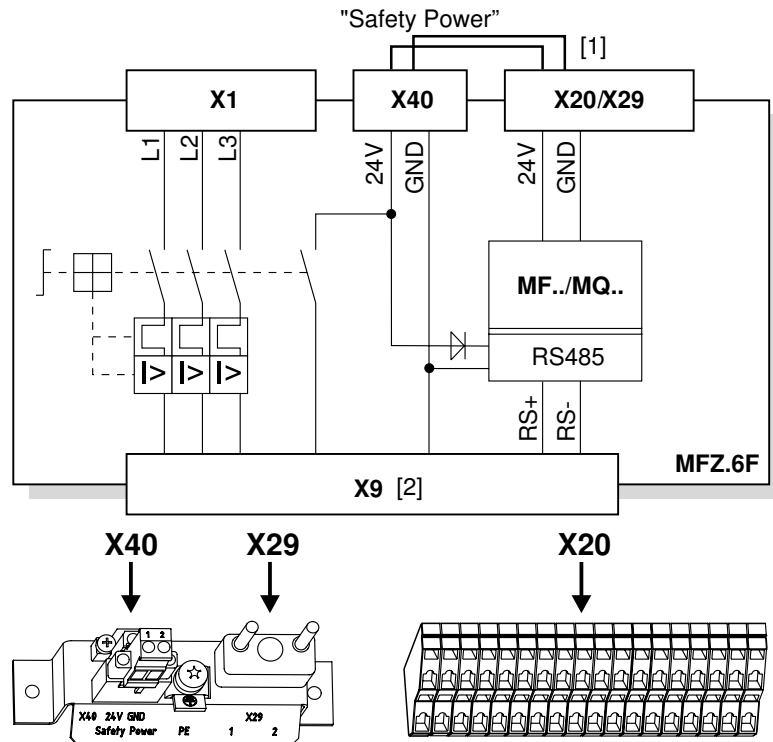 "Safety Power”
[1]
X1
X40
X20/X29
L1
L2
L3
24V
GND
24V
GND
MF../MQ..
RS485
I>
I>
I>
RS+
RS-
MFZ.6F
X9 [2]
X40
X29
X20
1 2
X40 24V GND
X29
Safety Power PE 1 2